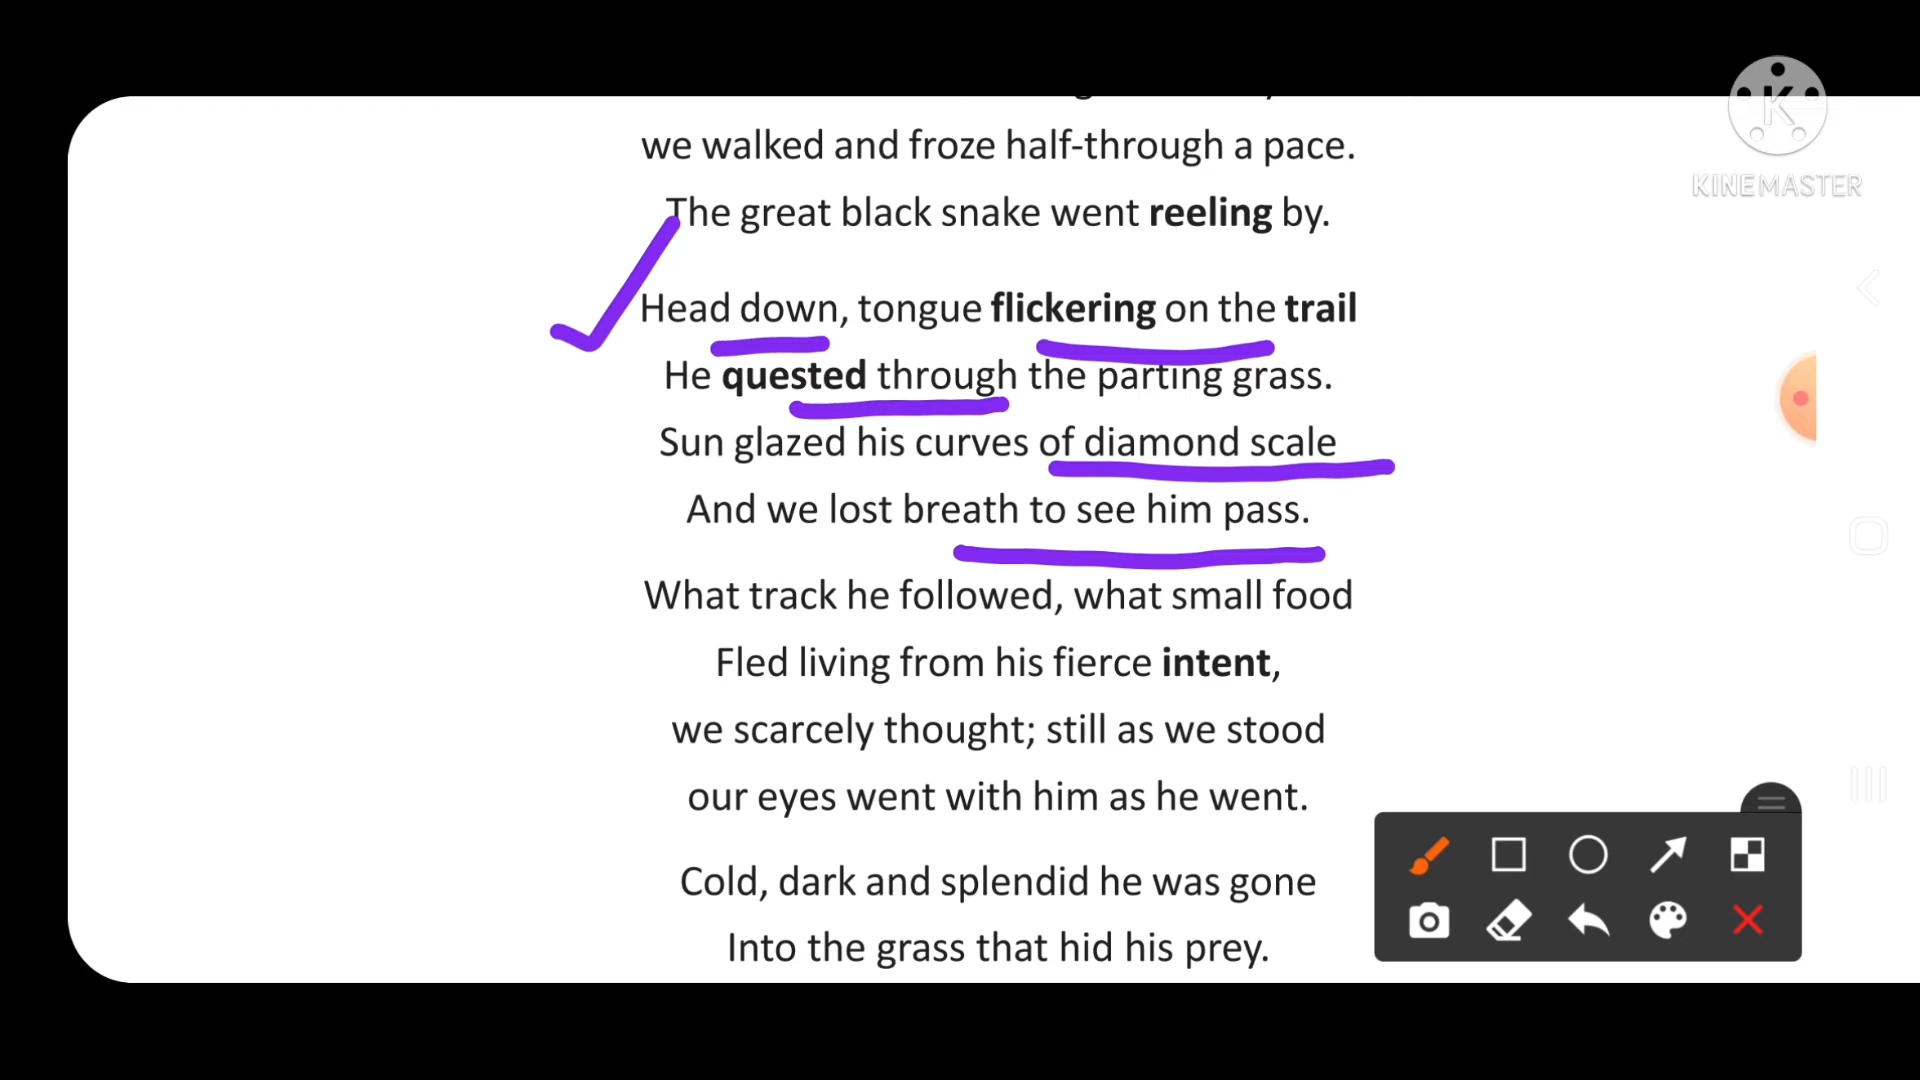 we walked and froze half-through a pace.
The great black snake went reeling by.
Head down, tongue flickering on the trail
He quested through the parting grass.
Sun glazed his curves of diamond scale
And we lost breath to see him pass.
What track he followed, what small food
Fled living from his fierce intent,
we scarcely thought; still as we stood
our eyes went with him as he went.
Cold, dark and splendid he was gone
Into the grass that hid his prey.
K
KINEMASTER